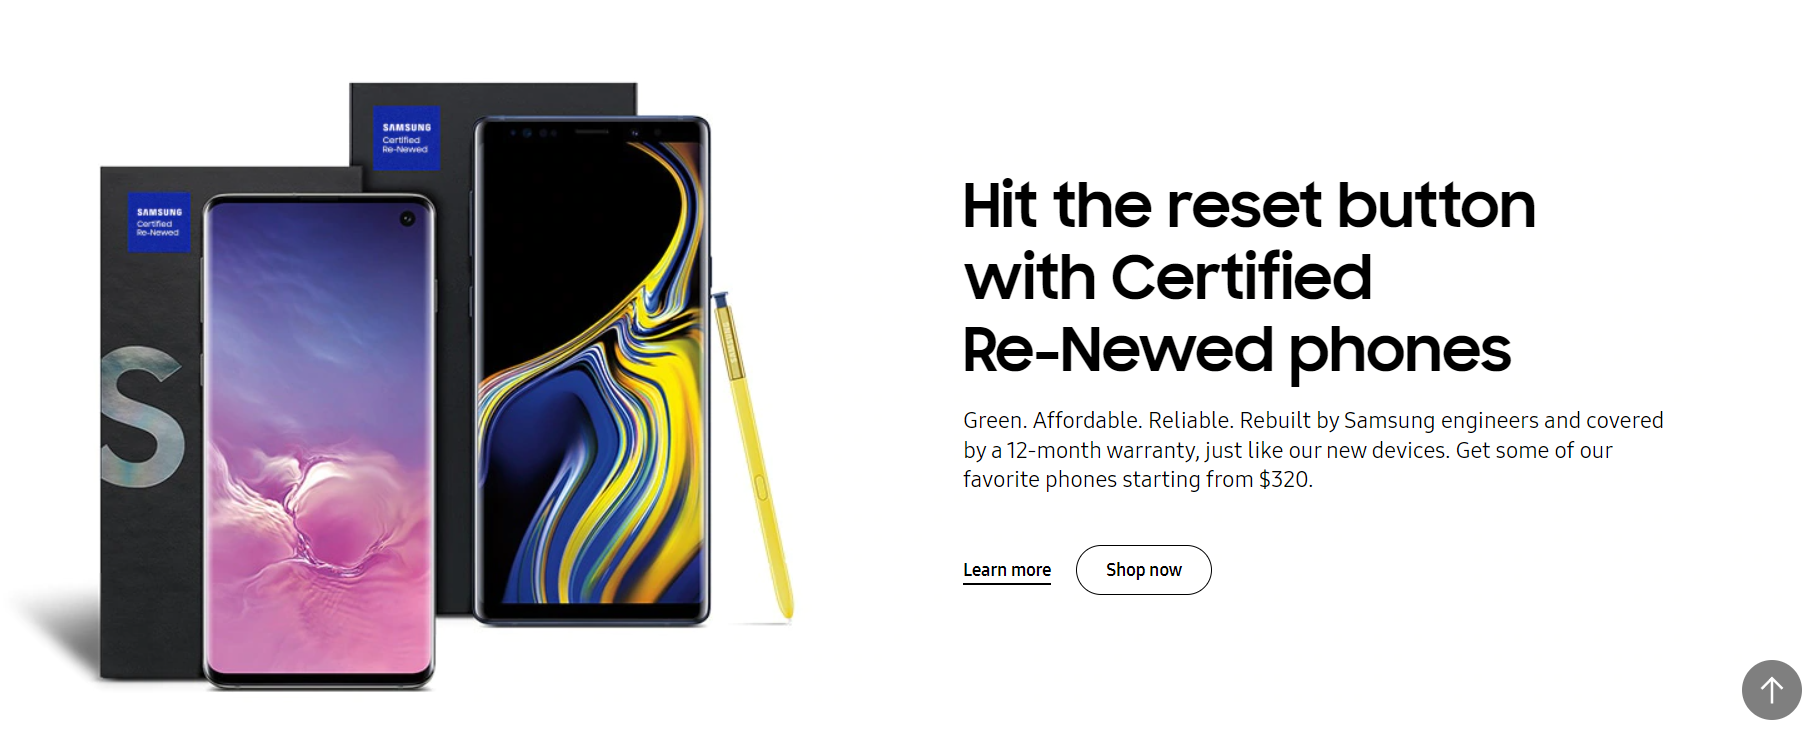 SAMSUNG
Certified
Re-Newed
SAMSUNG
Certified
Re-Newed
S
SAMSUNG
Hit the reset button
with Certified
Re-Newed phones
Green. Affordable. Reliable. Rebuilt by Samsung engineers and covered
by a 12-month warranty, just like our new devices. Get some of our
favorite phones starting from $320.
Learn more
Shop now